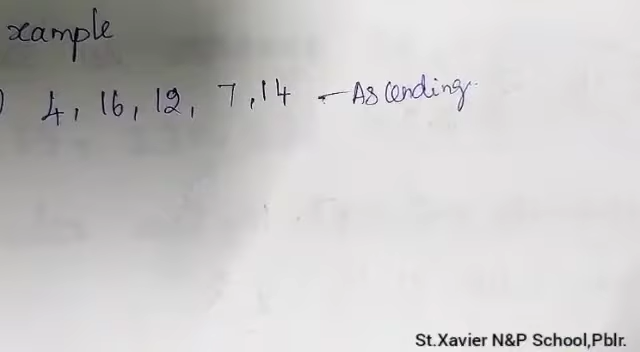 xample
) 4, 16, 12, 7, 14 - Ascending
St.Xavier N&P School,Pblr.